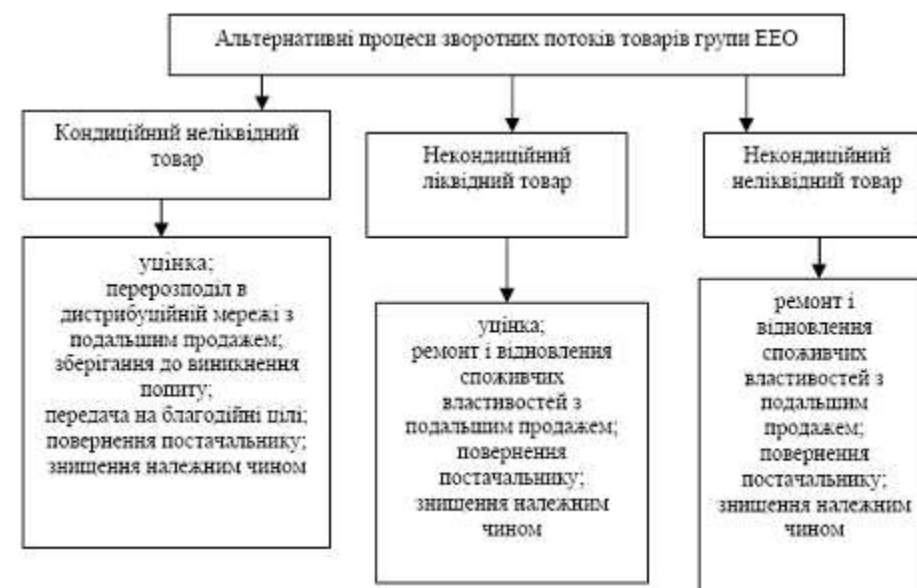 Альтернативні процеси зворотних потоків товарів групи ЕЕО
Кондиційний неліквідний
товар
Некондиційний
ліквідний товар
Некондиційний
неліквідний товар
уцінка;
перерозподіл в
дистрибуційній мережі з
подальшим продажем;
зберігання до виникнення
попиту;
передача на благодійні цілі;
повернення постачальнику;
знищення належним чином
уцінка;
ремонт і відновлення
споживчих
властивостей з
подальшим продажем;
повернення
постачальнику;
знищення належним
чином
ремонт і
відновлення
споживчих
властивостей з
подальшим
продажем;
повернення
постачальнику;
знищення належним
чином